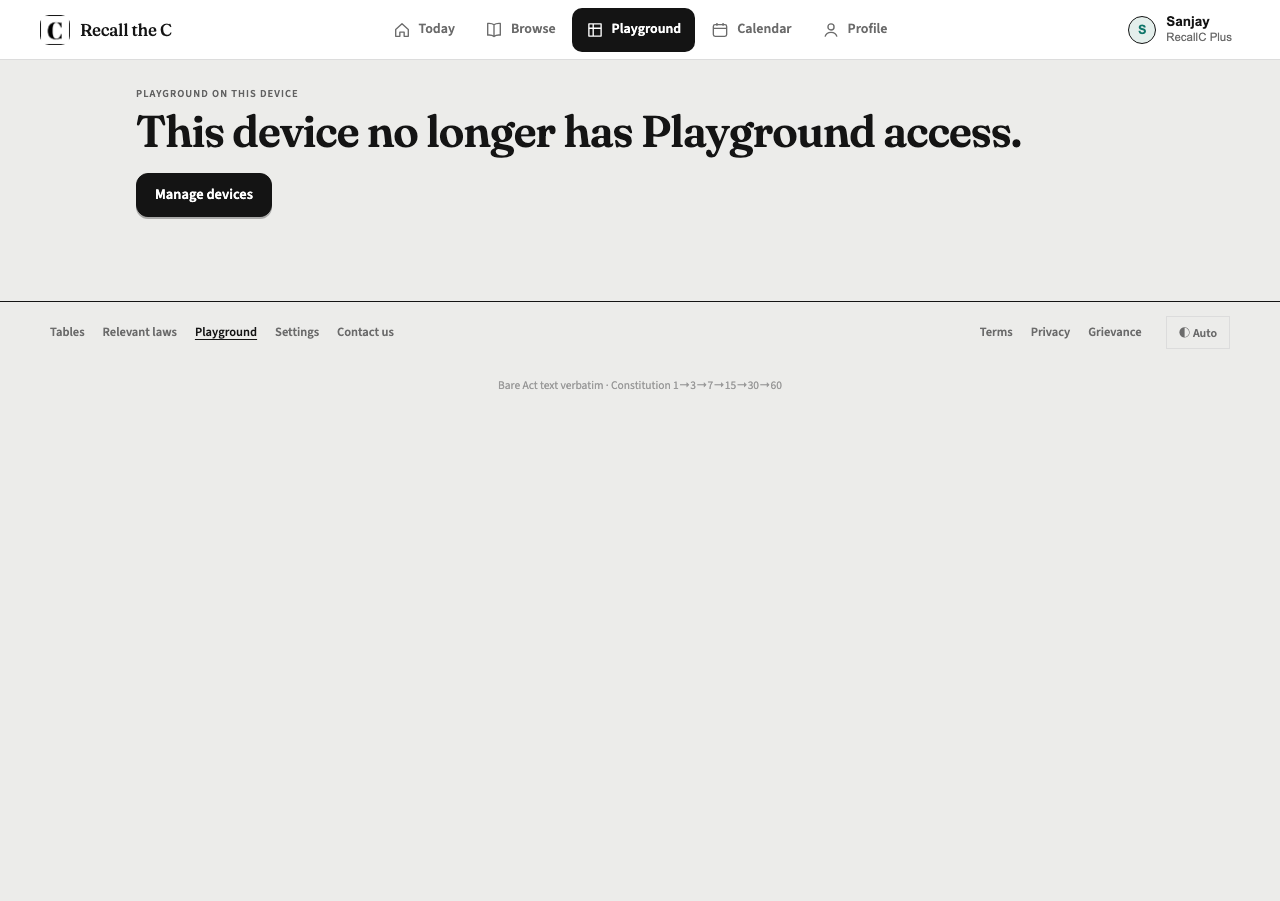 C Recall the C
Today Browse Playground Calendar Profile
S Sanjay
RecallC Plus
PLAYGROUND ON THIS DEVICE
This device no longer has Playground access.
Manage devices
Tables Relevant laws Playground Settings Contact us
Terms Privacy Grievance Auto
Bare Act text verbatim · Constitution 1→3→7→15→30→60